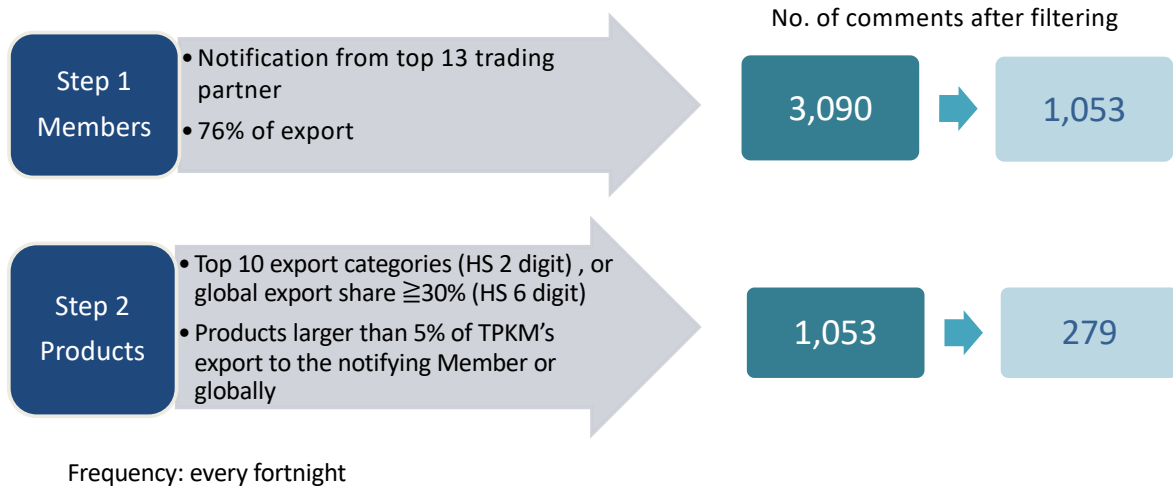 No. of comments after filtering
Step 1
Members
• Notification from top 13 trading
partner
• 76% of export
3,090
1,053
Step 2
Products
• Top 10 export categories (HS 2 digit) , or
global export share ≧30% (HS 6 digit)
• Products larger than 5% of TPKM’s
export to the notifying Member or
globally
1,053
279
Frequency: every fortnight